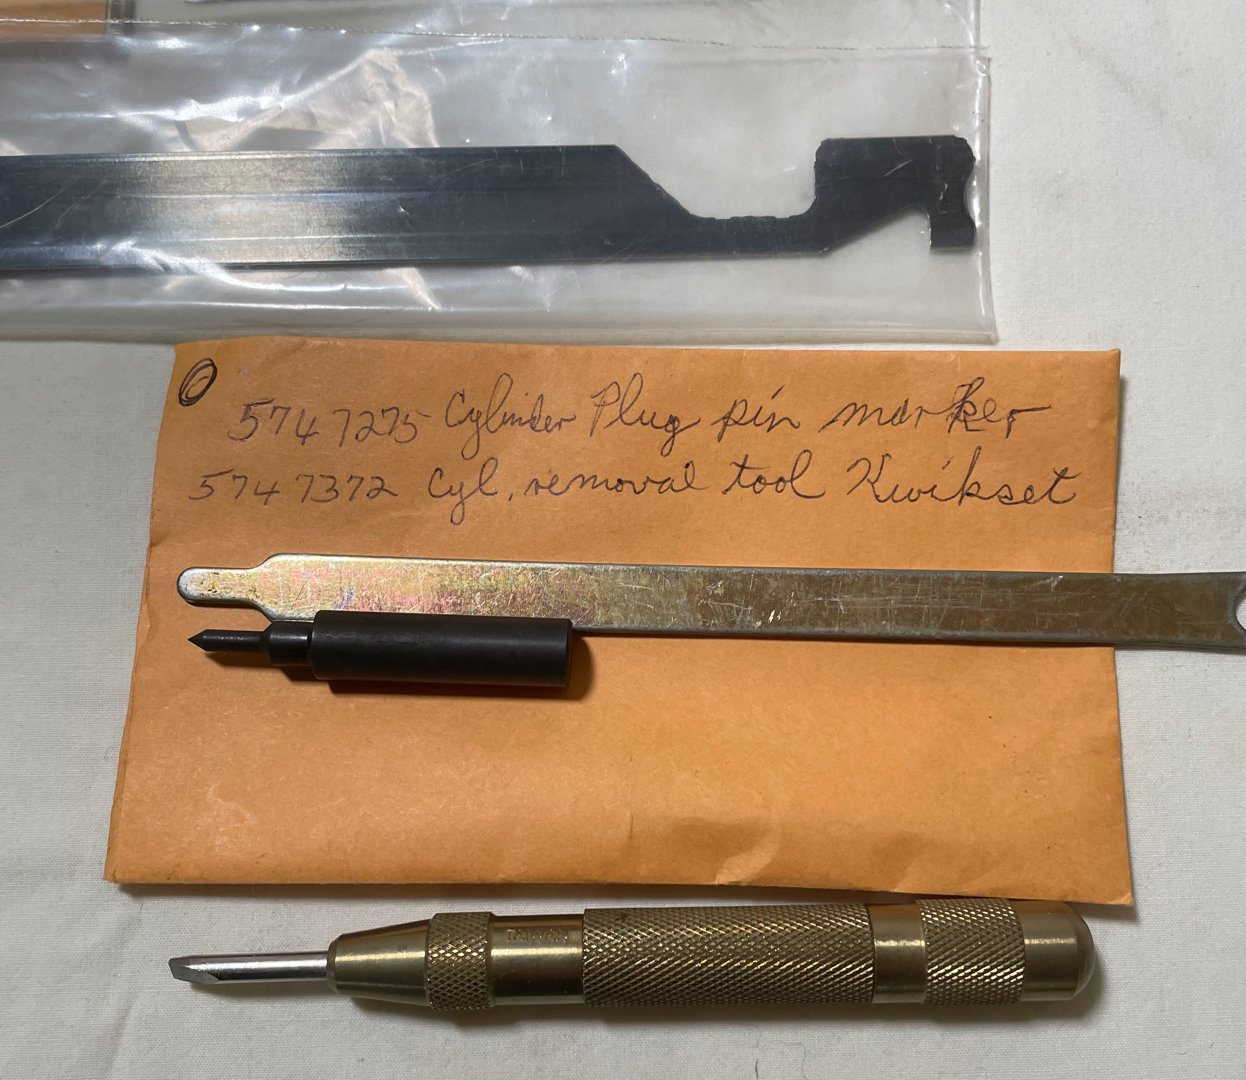 5747275 Cylinder Plug pin marker
5747372 Cyl. removal tool Kwikset